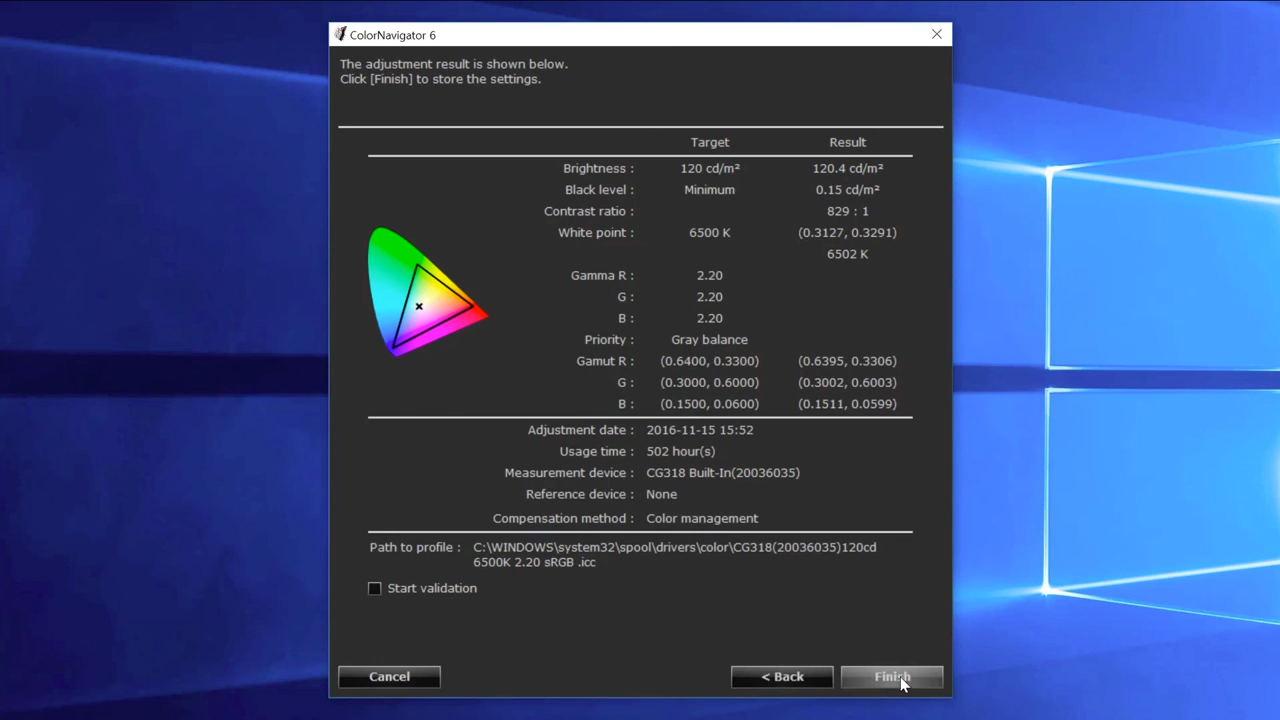 ColorNavigator 6
The adjustment result is shown below.
Click [Finish] to store the settings.
Target Result
Brightness : 120 cd/m² 120.4 cd/m²
Black level : Minimum 0.15 cd/m²
Contrast ratio : 829 : 1
White point : 6500 K (0.3127, 0.3291)
6502 K
Gamma R : 2.20
G : 2.20
B : 2.20
Priority : Gray balance
Gamut R : (0.6400, 0.3300) (0.6395, 0.3306)
G : (0.3000, 0.6000) (0.3002, 0.6003)
B : (0.1500, 0.0600) (0.1511, 0.0599)
Adjustment date : 2016-11-15 15:52
Usage time : 502 hour(s)
Measurement device : CG318 Built-In(20036035)
Reference device : None
Compensation method : Color management
Path to profile : C:\WINDOWS\system32\spool\drivers\color\CG318(20036035)120cd
6500K 2.20 sRGB .icc
Start validation
Cancel < Back Finish